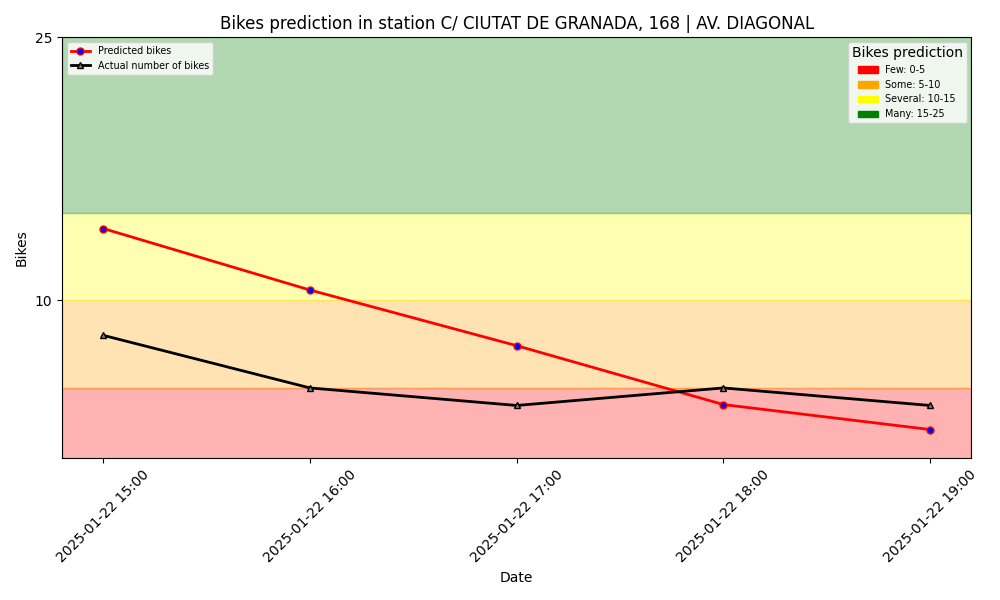 Bikes prediction in station C/ CIUTAT DE GRANADA, 168 | AV. DIAGONAL
25
Predicted bikes
Actual number of bikes
Bikes prediction
Few: 0-5
Some: 5-10
Several: 10-15
Many: 15-25
Bikes
10
2025-01-22 15:00
2025-01-22 16:00
2025-01-22 17:00
2025-01-22 18:00
2025-01-22 19:00
Date